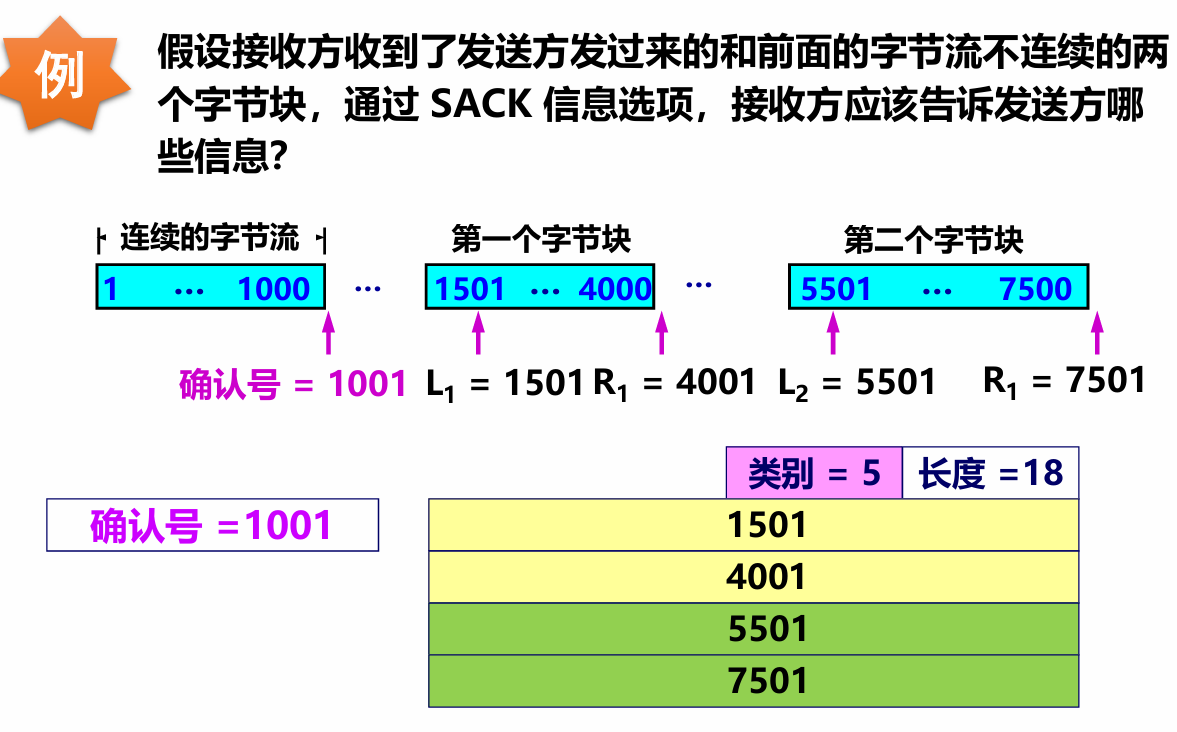 例
假设接收方收到了发送方发过来的和前面的字节流不连续的两
个字节块，通过 SACK 信息选项，接收方应该告诉发送方哪
些信息？
连续的字节流 第一个字节块 第二个字节块
1 … 1000 … 1501 … 4000 … 5501 … 7500
确认号 = 1001 L1 = 1501 R1 = 4001 L2 = 5501 R1 = 7501
类别 = 5 长度 =18
确认号 =1001 1501
4001
5501
7501